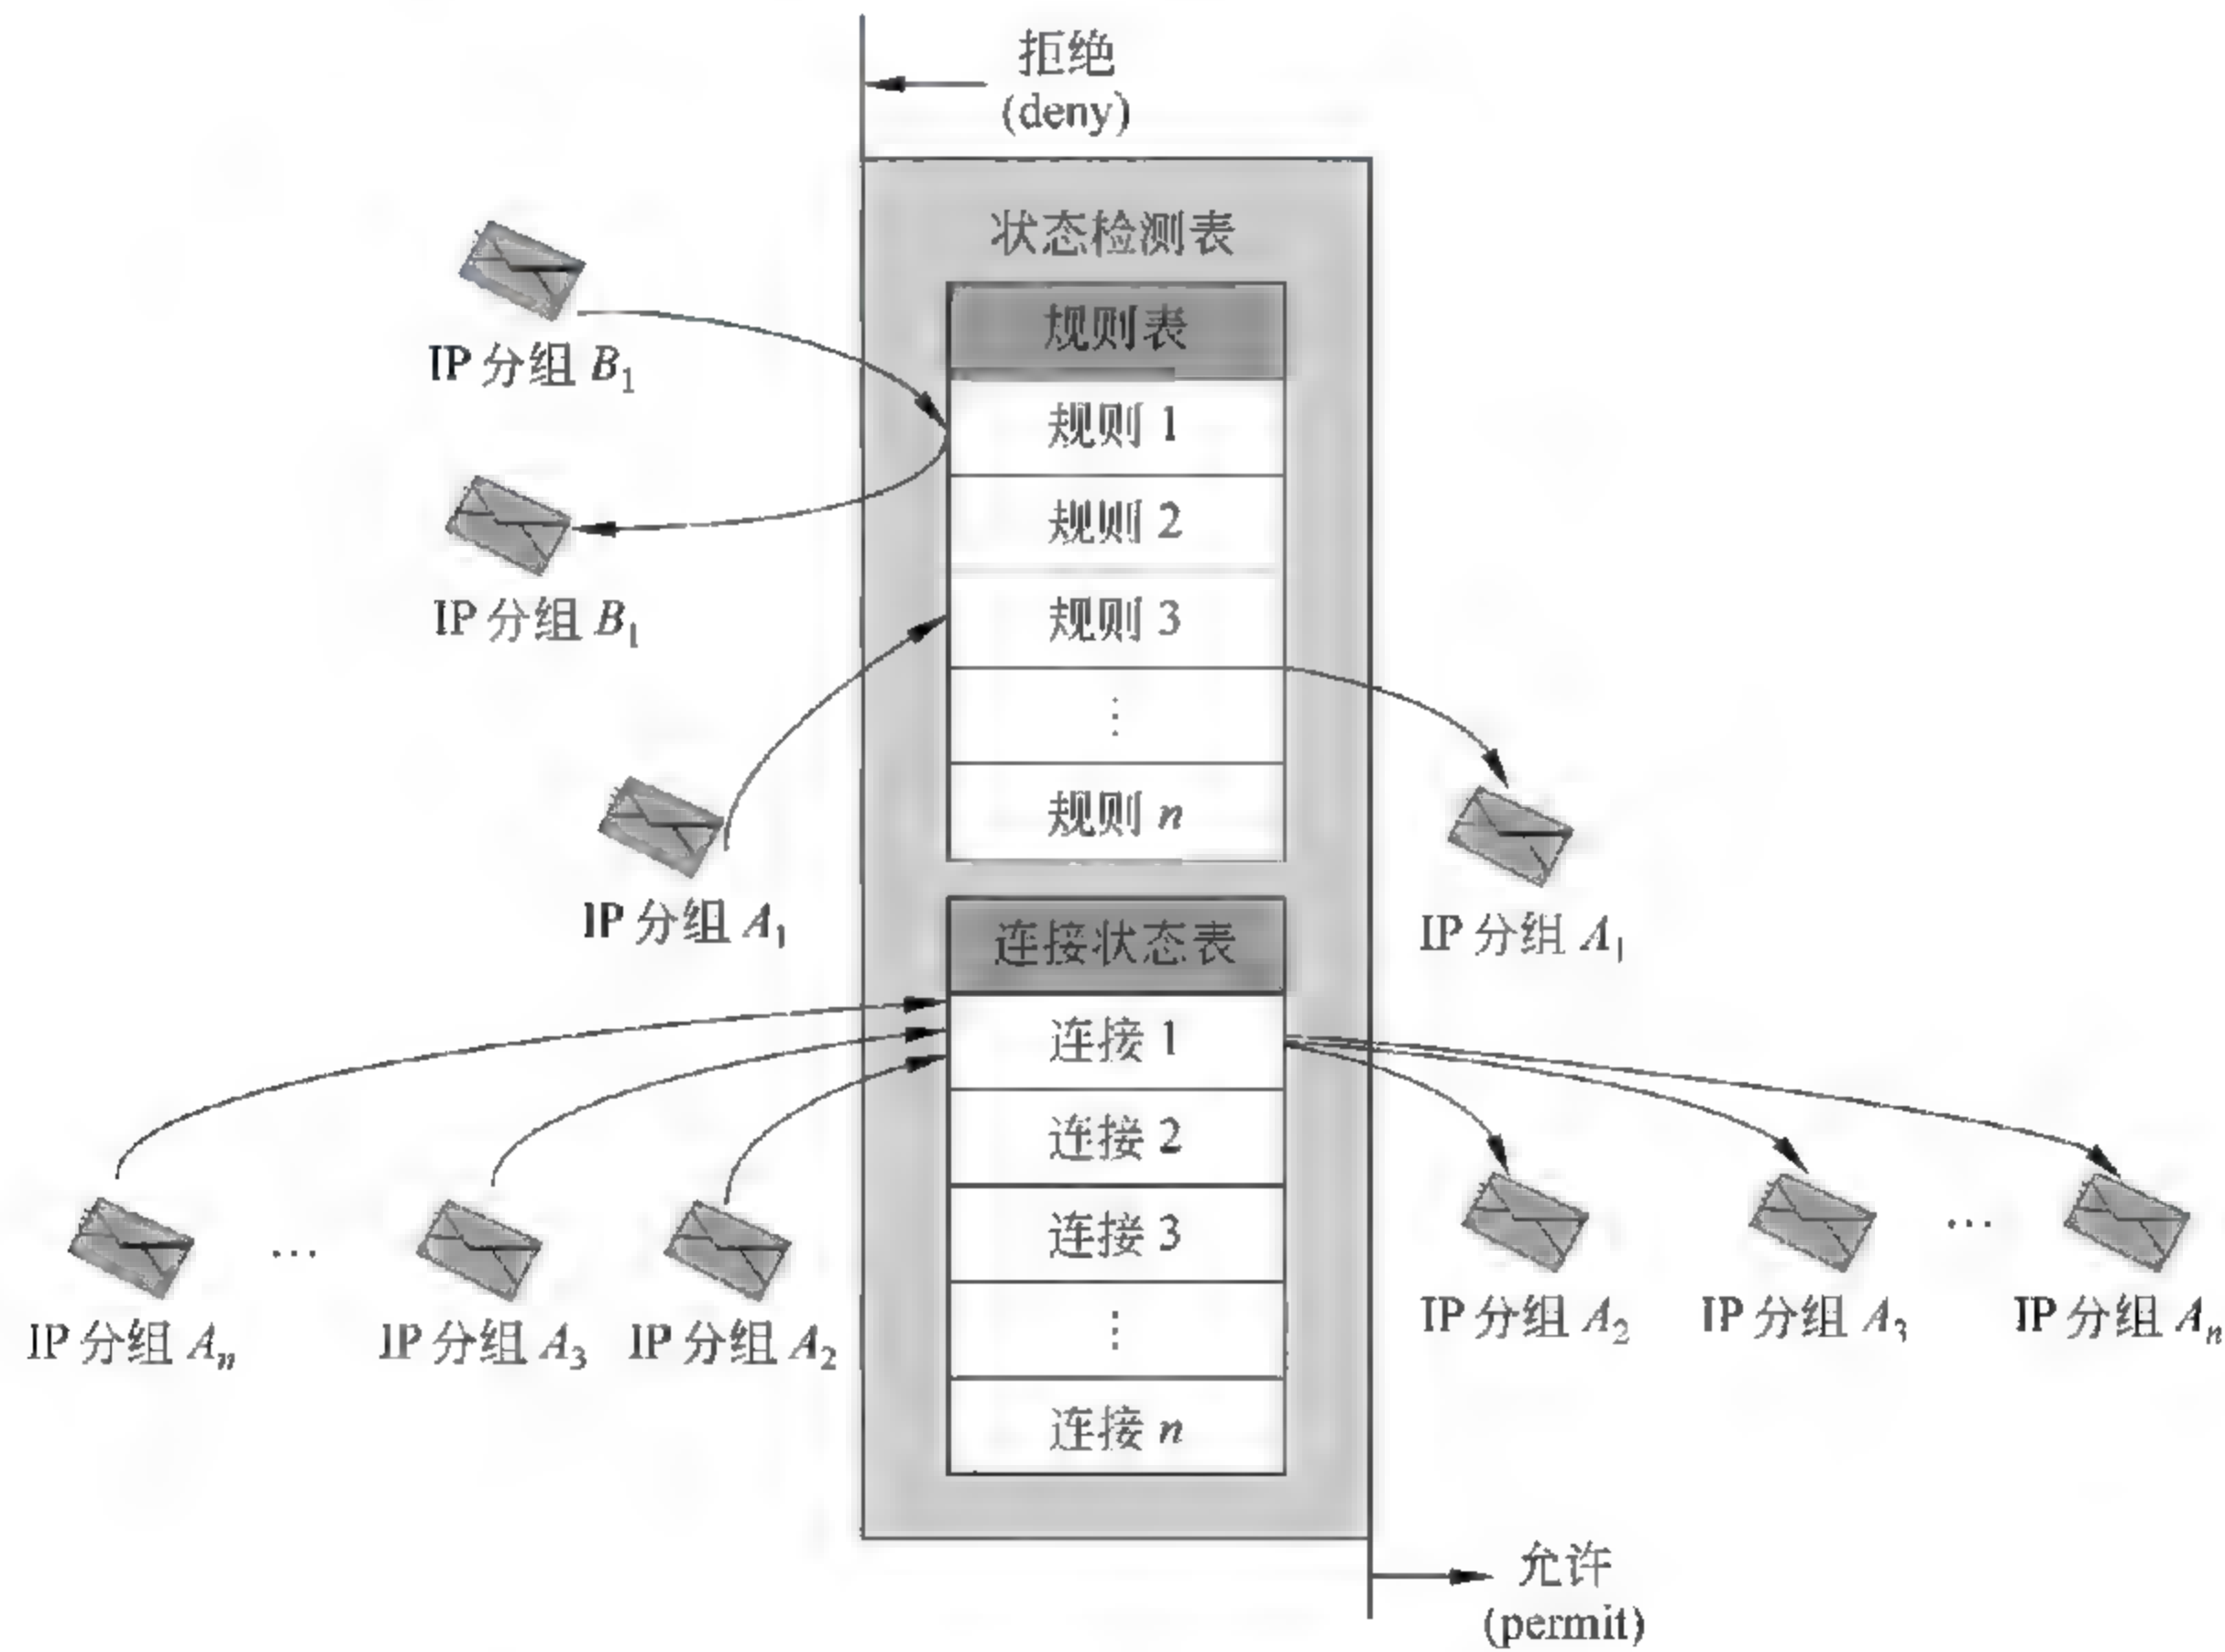 拒绝
(deny)
状态检测表
规则表
IP 分组 B₁
规则 1
规则 2
IP 分组 B₁
规则 3
⋮
规则 n
IP 分组 A₁
IP 分组 A₁
连接状态表
连接 1
连接 2
连接 3
… …
IP 分组 Aₙ IP 分组 A₃ IP 分组 A₂ IP 分组 A₂ IP 分组 A₃ IP 分组 Aₙ
⋮
连接 n
允许
(permit)